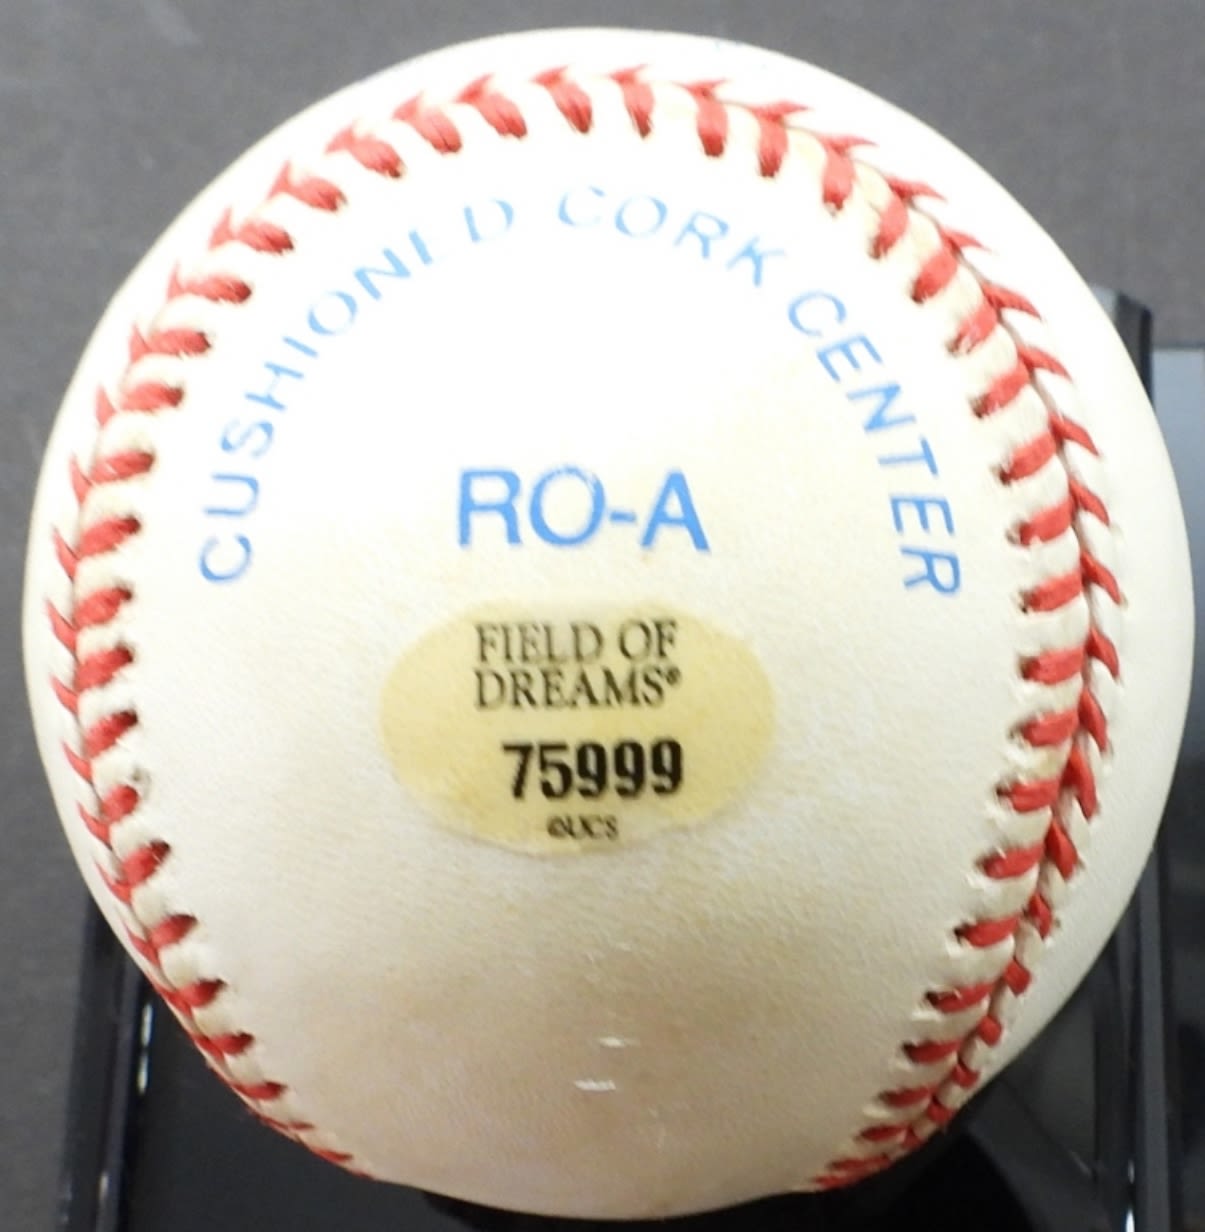 CUSHIONED CORK CENTER
RO-A
FIELD OF
DREAMS®
75999
©UCS